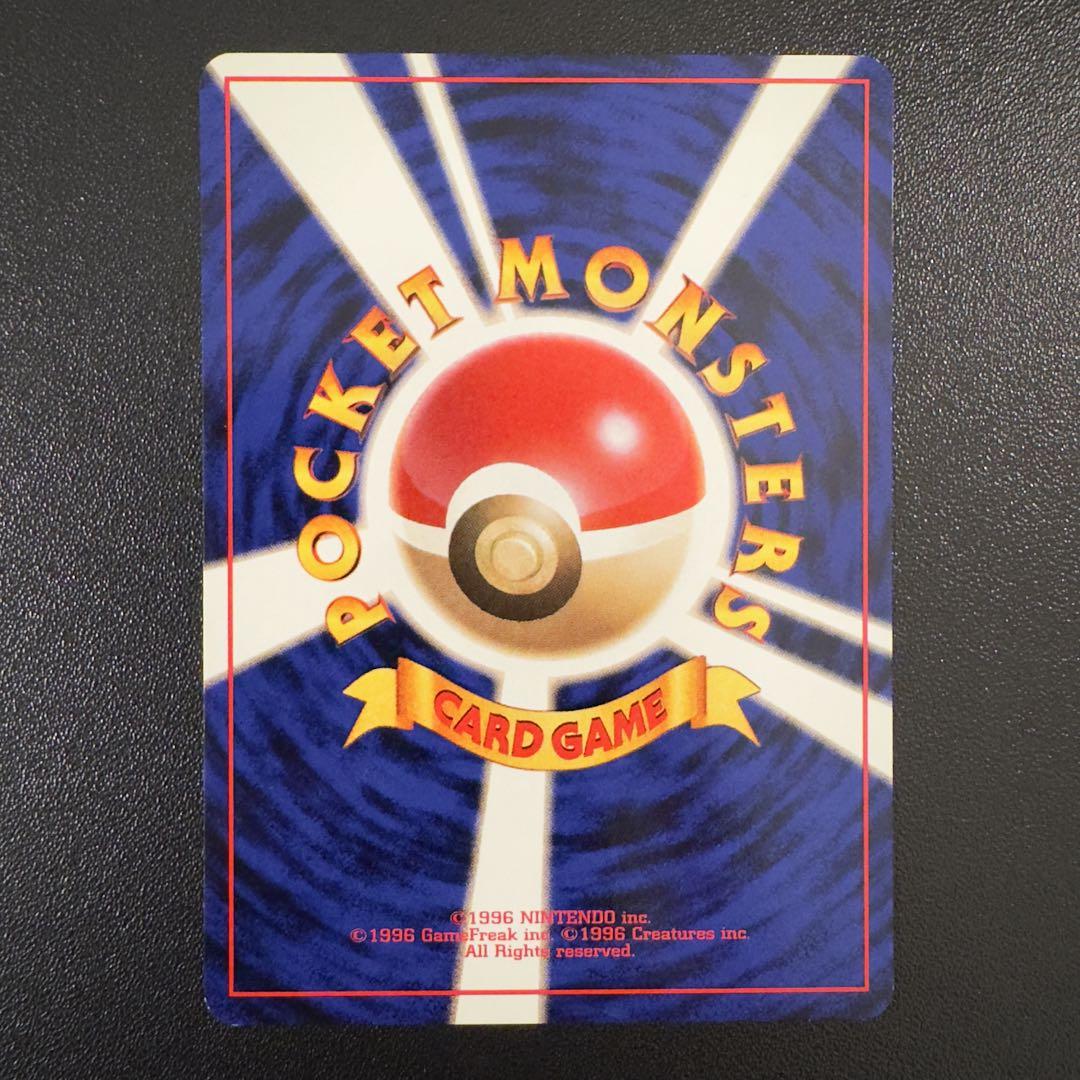 POCKET MONSTERS
CARD GAME
©1996 NINTENDO inc.
©1996 GameFreak inc. ©1996 Creatures inc.
All Rights reserved.